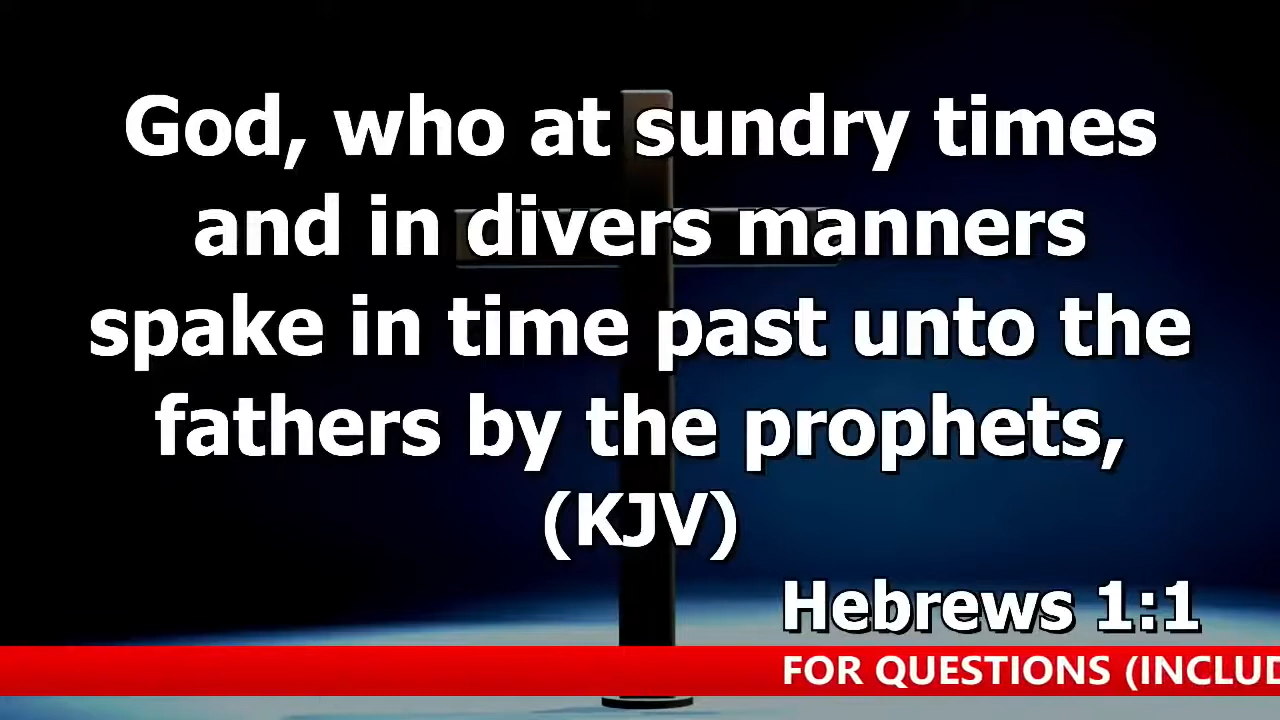 God, who at sundry times
and in divers manners
spake in time past unto the
fathers by the prophets,
(KJV)
Hebrews 1:1
FOR QUESTIONS (INCLUD